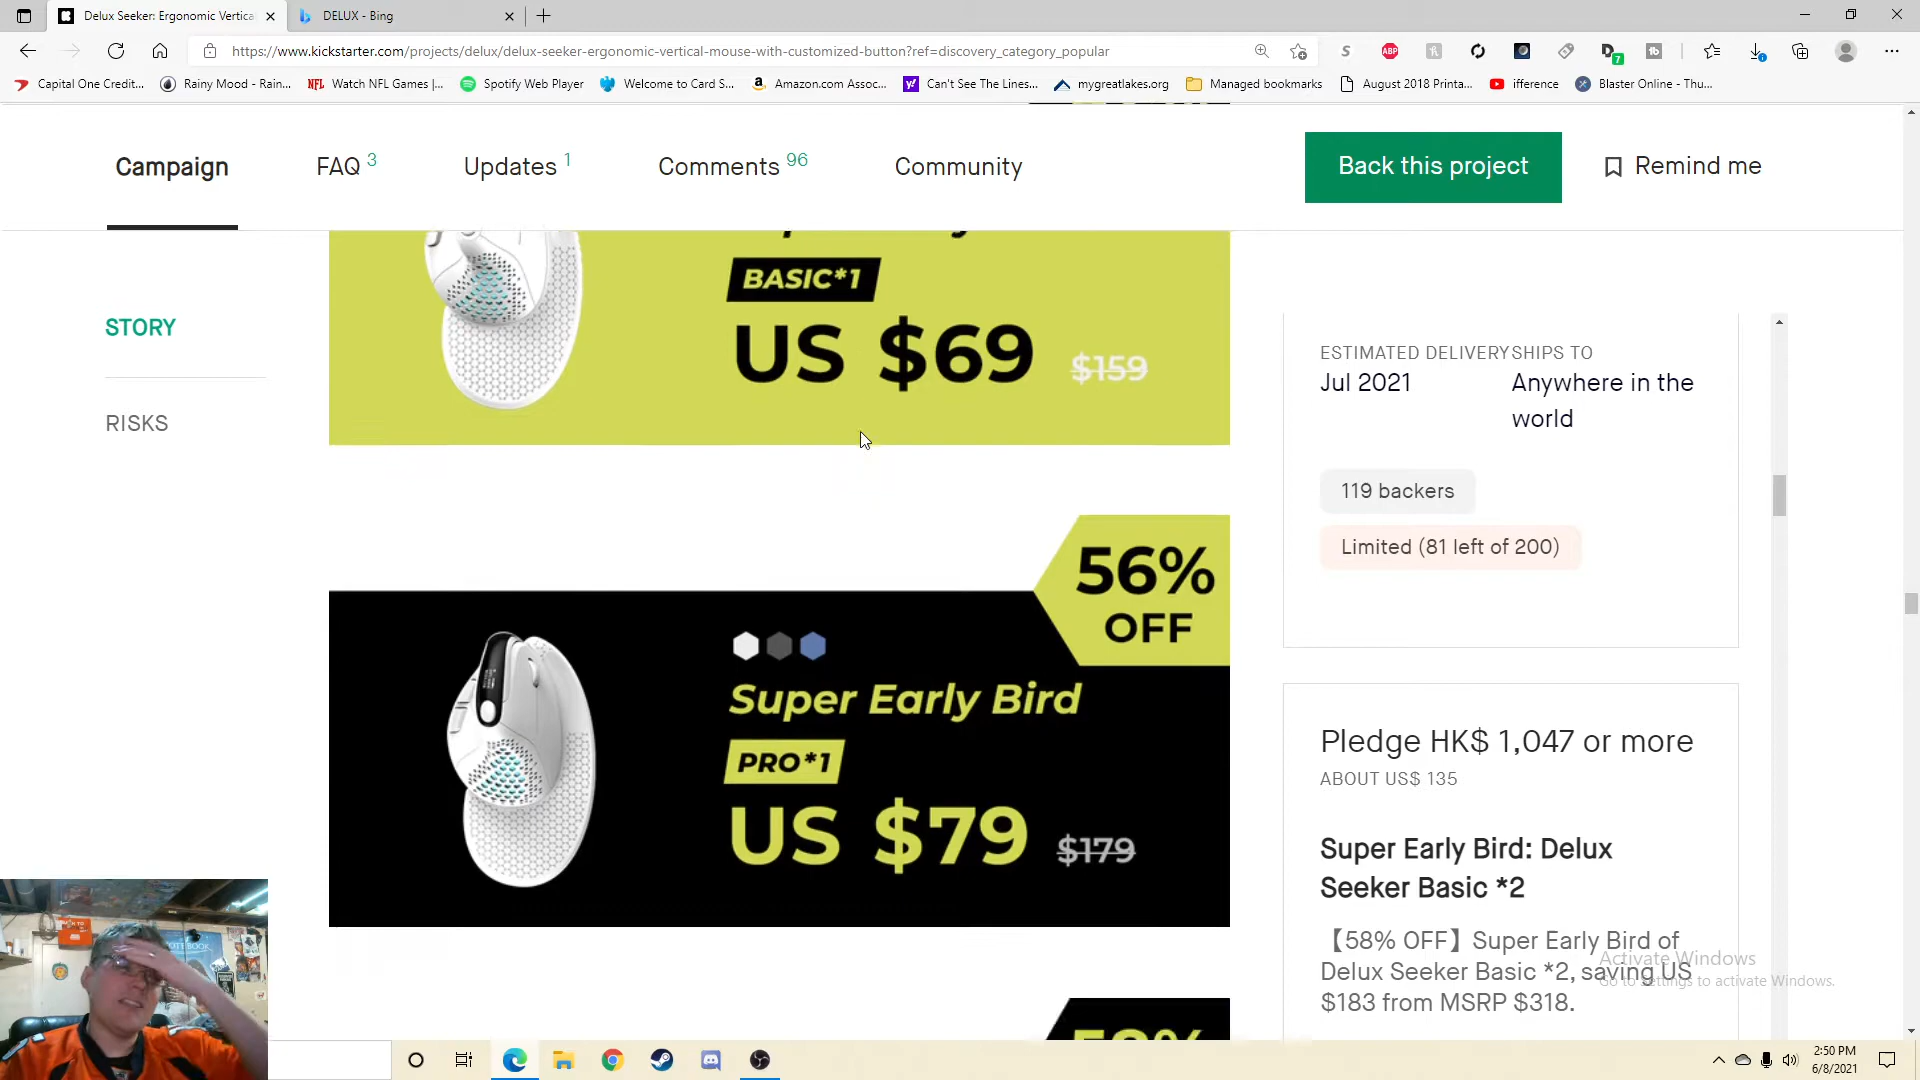 Delux Seeker: Ergonomic Vertica
DELUX - Bing
https://www.kickstarter.com/projects/delux/delux-seeker-ergonomic-vertical-mouse-with-customized-button?ref=discovery_category_popular
S
ABP
7
Capital One Credit...
Rainy Mood - Rain...
NFL
Watch NFL Games |...
Spotify Web Player
Welcome to Card S...
Amazon.com Assoc...
Can't See The Lines...
mygreatlakes.org
Managed bookmarks
August 2018 Printa...
ifference
Blaster Online - Thu...
Campaign
FAQ 3
Updates 1
Comments 96
Community
Back this project
Remind me
STORY
RISKS
BASIC*1
US $69 $159
56%
OFF
Super Early Bird
PRO*1
US $79 $179
ESTIMATED DELIVERY
Jul 2021
SHIPS TO
Anywhere in the
world
119 backers
Limited (81 left of 200)
Pledge HK$ 1,047 or more
ABOUT US$ 135
Super Early Bird: Delux
Seeker Basic *2
【58% OFF】Super Early Bird of
Delux Seeker Basic *2, saving US
$183 from MSRP $318.
Activate Windows
Go to Settings to activate Windows.
2:50 PM
6/8/2021